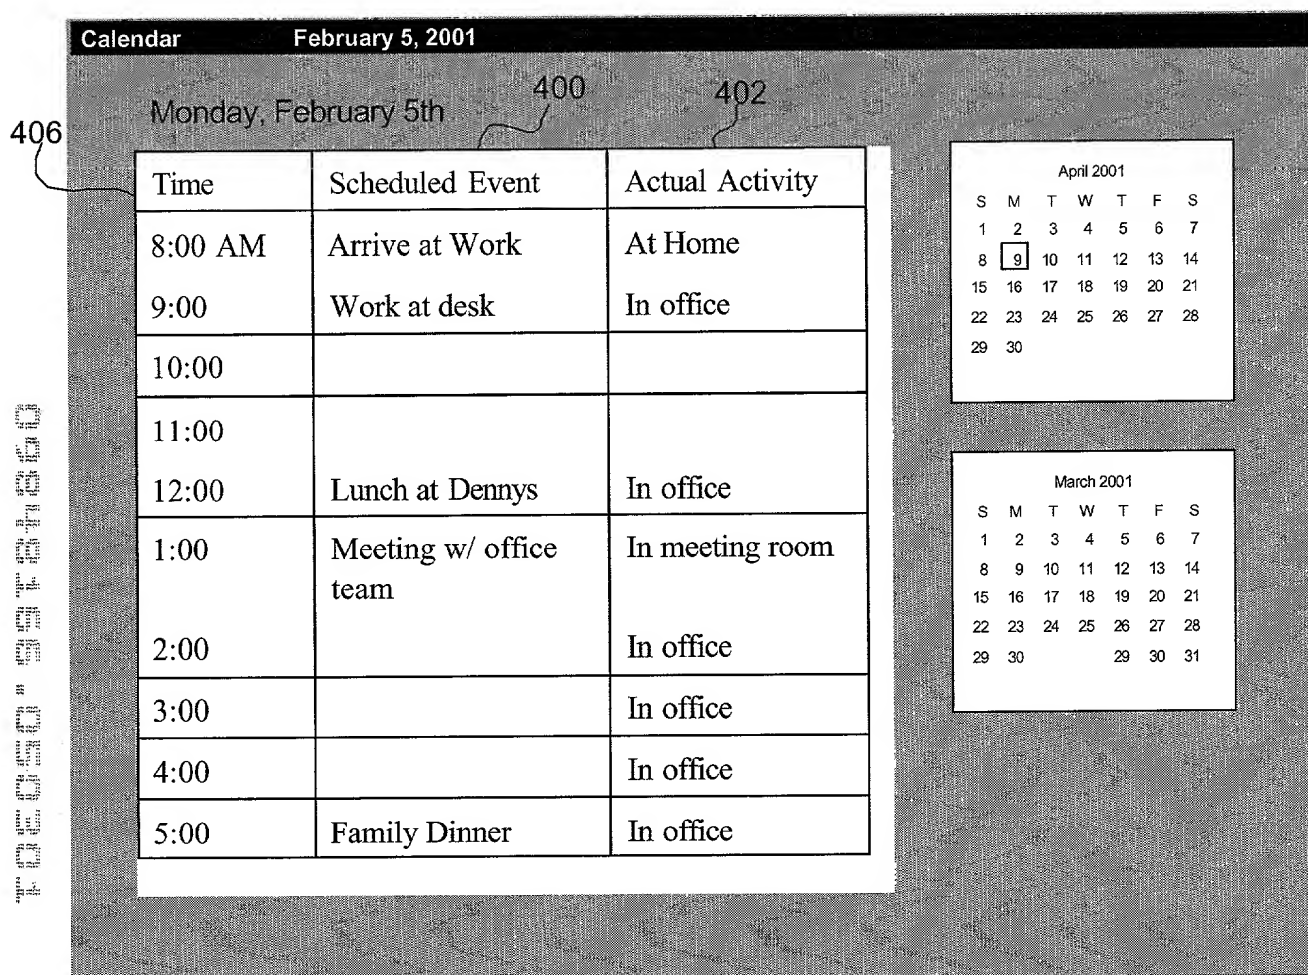 Calendar February 5, 2001
Monday, February 5th
400
402
406
Time Scheduled Event Actual Activity
8:00 AM Arrive at Work At Home
9:00 Work at desk In office
10:00
11:00
12:00 Lunch at Dennys In office
1:00 Meeting w/ office In meeting room
team
2:00 In office
3:00 In office
4:00 In office
5:00 Family Dinner In office
April 2001
S M T W T F S
1 2 3 4 5 6 7
8 9 10 11 12 13 14
15 16 17 18 19 20 21
22 23 24 25 26 27 28
29 30
March 2001
S M T W T F S
1 2 3 4 5 6 7
8 9 10 11 12 13 14
15 16 17 18 19 20 21
22 23 24 25 26 27 28
29 30 29 30 31